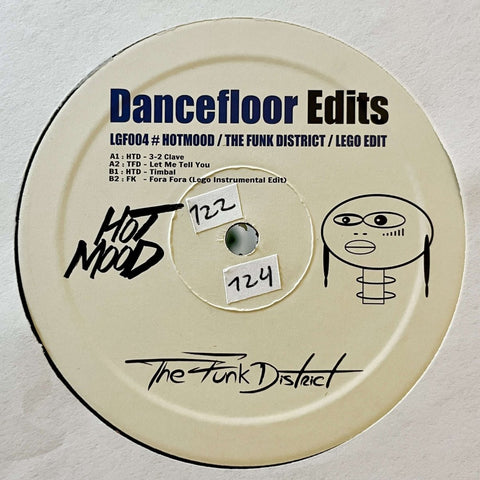 Dancefloor Edits
LGF004 # HOTMOOD / THE FUNK DISTRICT / LEGO EDIT
A1 : HTD - 3-2 Clave
A2 : TFD - Let Me Tell You
B1 : HTD - Timbal
B2 : FK - Fora Fora (Lego Instrumental Edit)
HOT
MOOD
122
124
The Funk District